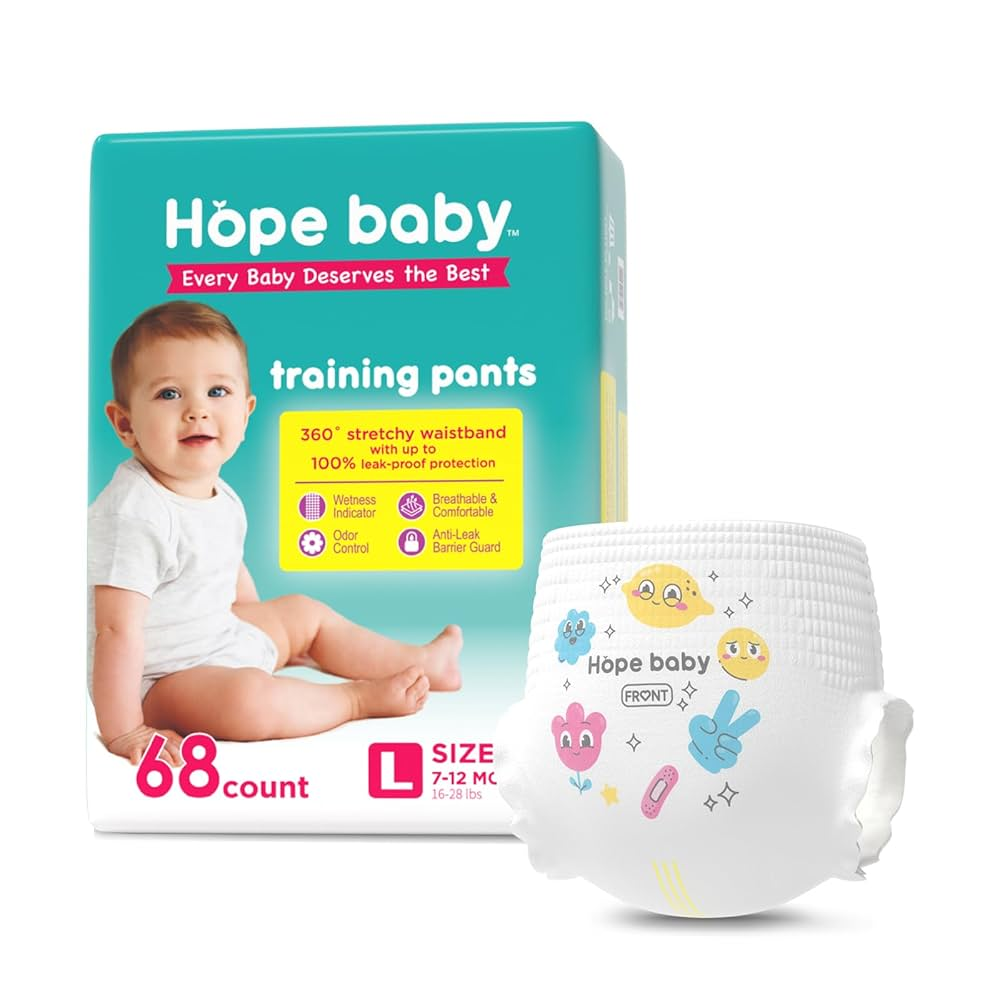 Hope baby™
Every Baby Deserves the Best
training pants
360° stretchy waistband
with up to
100% leak-proof protection
Wetness
Indicator
Breathable &
Comfortable
Odor
Control
Anti-Leak
Barrier Guard
68 count
L
SIZE
7-12 MO
16-28 lbs
Hope baby
FRONT